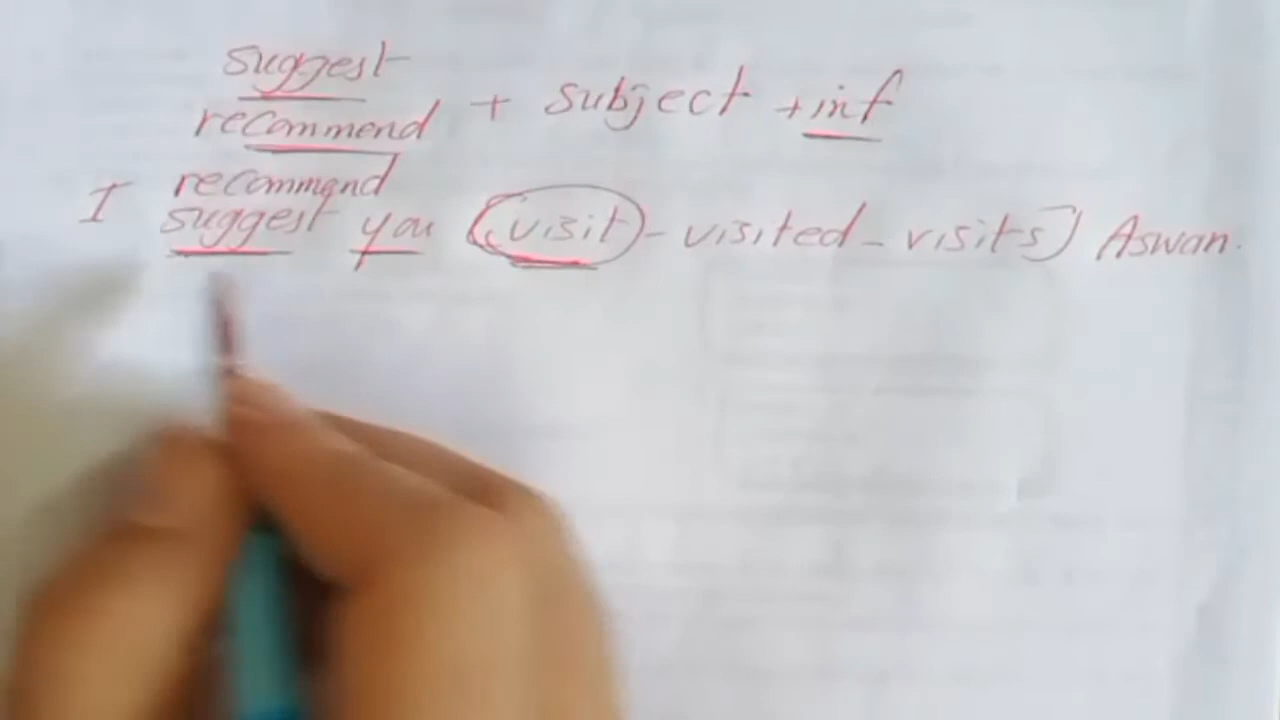 suggest
recommend + subject + inf
recommend
I suggest you (visit - visited - visits) Aswan.